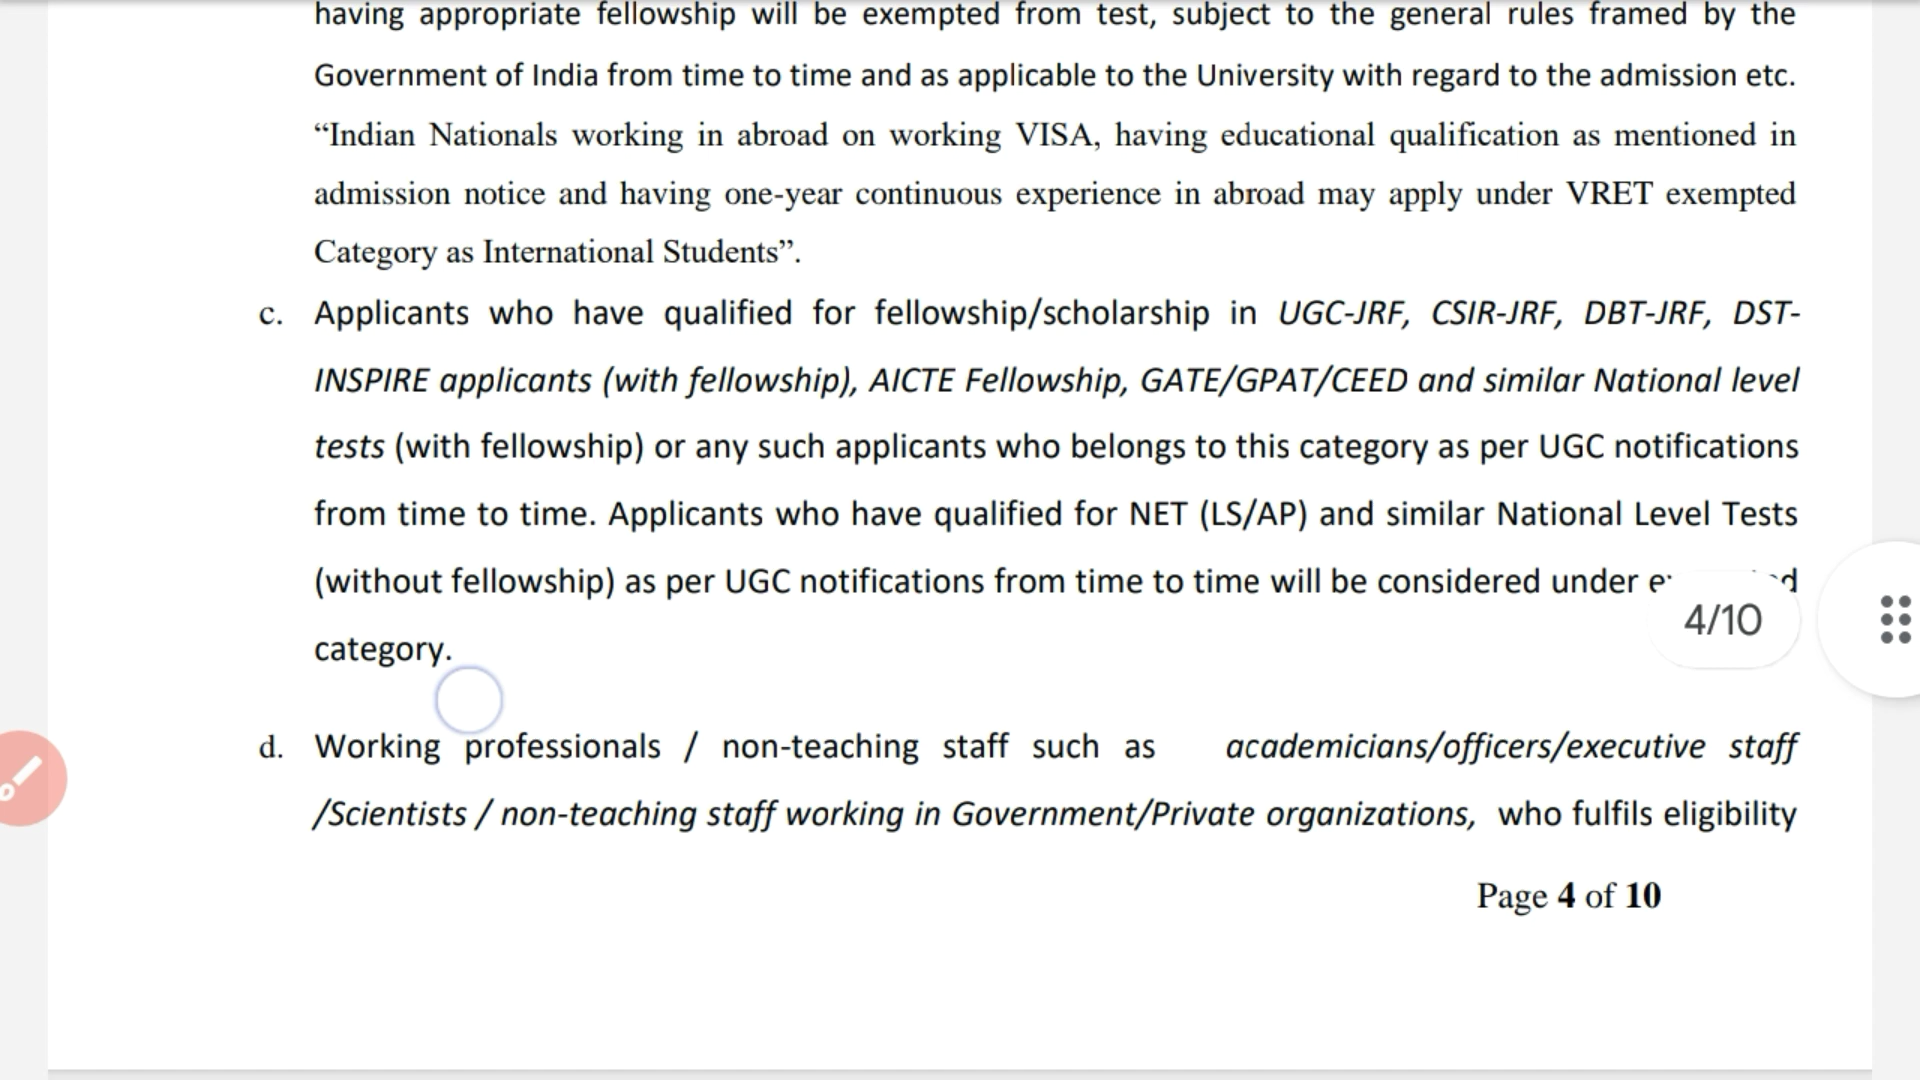 having appropriate fellowship will be exempted from test, subject to the general rules framed by the
Government of India from time to time and as applicable to the University with regard to the admission etc.
“Indian Nationals working in abroad on working VISA, having educational qualification as mentioned in
admission notice and having one-year continuous experience in abroad may apply under VRET exempted
Category as International Students”.
c. Applicants who have qualified for fellowship/scholarship in UGC-JRF, CSIR-JRF, DBT-JRF, DST-
INSPIRE applicants (with fellowship), AICTE Fellowship, GATE/GPAT/CEED and similar National level
tests (with fellowship) or any such applicants who belongs to this category as per UGC notifications
from time to time. Applicants who have qualified for NET (LS/AP) and similar National Level Tests
(without fellowship) as per UGC notifications from time to time will be considered under
4/10
category.
d. Working professionals / non-teaching staff such as academicians/officers/executive staff
/Scientists / non-teaching staff working in Government/Private organizations, who fulfils eligibility
Page 4 of 10